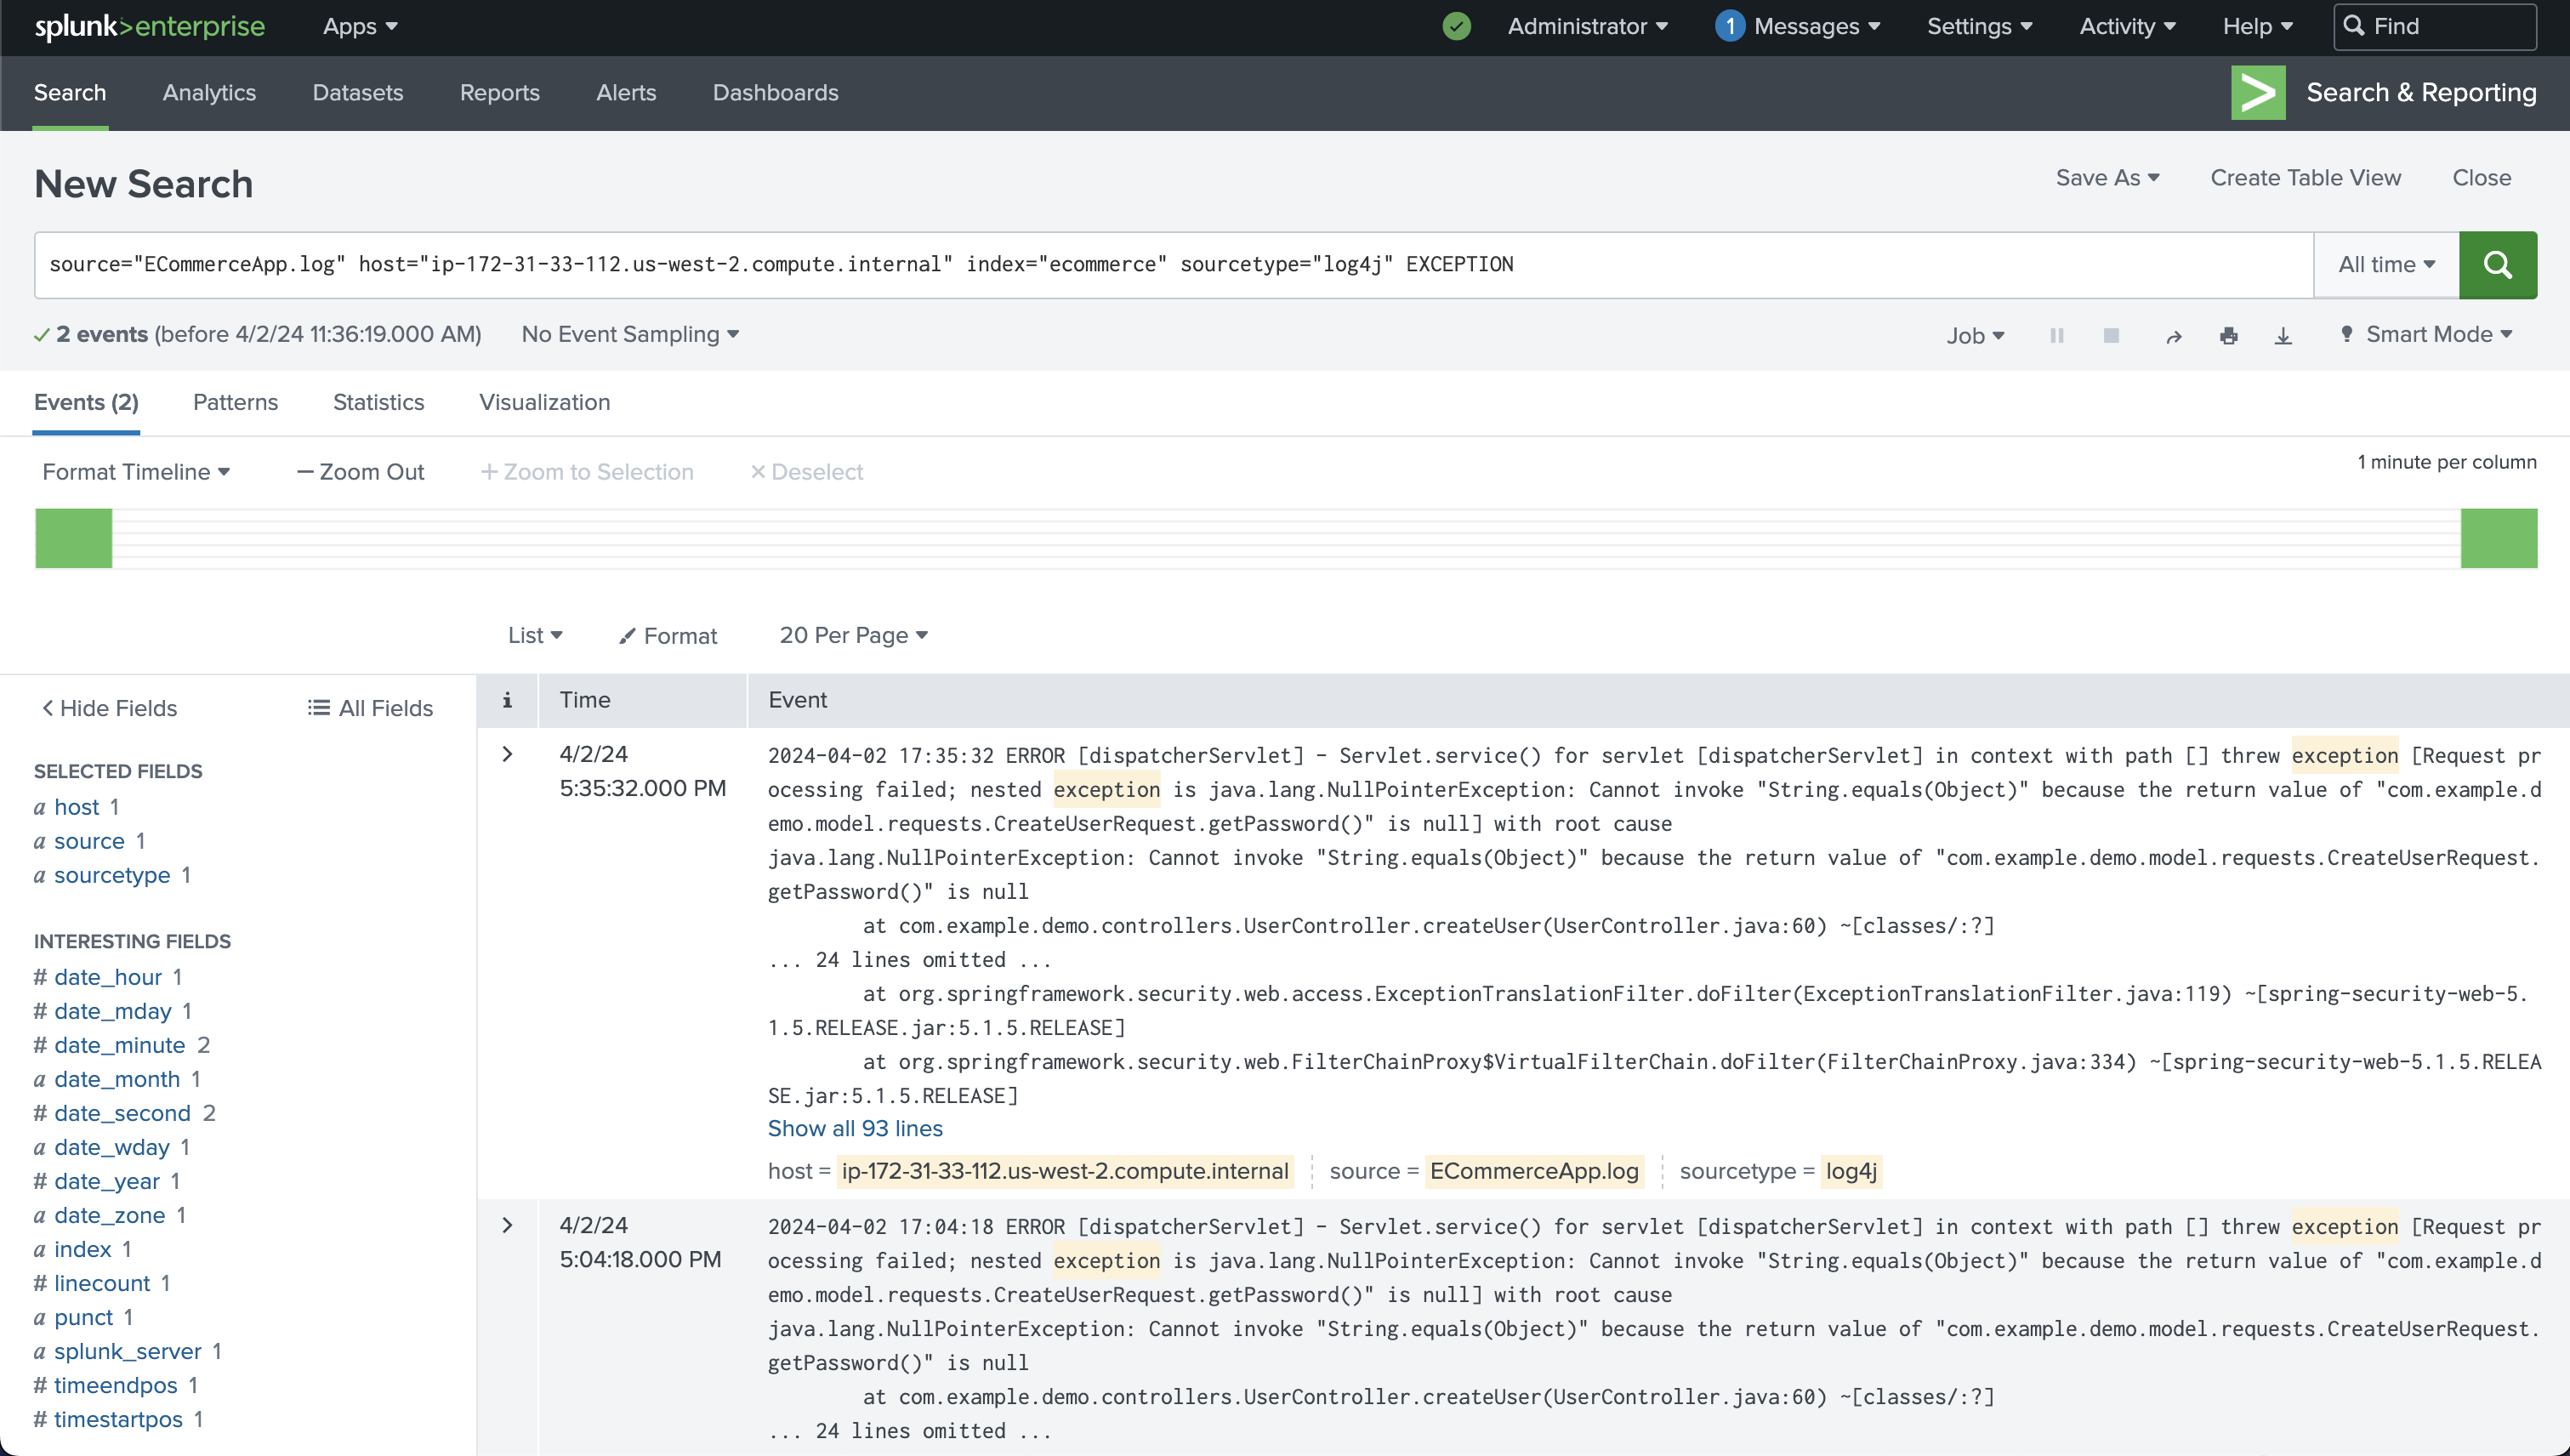 splunk>enterprise Apps Administrator 1 Messages Settings Activity Help Find
Search Analytics Datasets Reports Alerts Dashboards Search & Reporting
New Search Save As Create Table View Close
source="ECommerceApp.log" host="ip-172-31-33-112.us-west-2.compute.internal" index="ecommerce" sourcetype="log4j" EXCEPTION All time
2 events (before 4/2/24 11:36:19.000 AM) No Event Sampling Job Smart Mode
Events (2) Patterns Statistics Visualization
Format Timeline — Zoom Out + Zoom to Selection × Deselect 1 minute per column
List Format 20 Per Page
< Hide Fields All Fields
SELECTED FIELDS
a host 1
a source 1
a sourcetype 1
INTERESTING FIELDS
# date_hour 1
# date_mday 1
# date_minute 2
a date_month 1
# date_second 2
a date_wday 1
# date_year 1
a date_zone 1
a index 1
# linecount 1
a punct 1
a splunk_server 1
# timeendpos 1
# timestartpos 1
i Time Event
4/2/24
5:35:32.000 PM
2024-04-02 17:35:32 ERROR [dispatcherServlet] - Servlet.service() for servlet [dispatcherServlet] in context with path [] threw exception [Request pr
ocessing failed; nested exception is java.lang.NullPointerException: Cannot invoke "String.equals(Object)" because the return value of "com.example.d
emo.model.requests.CreateUserRequest.getPassword()" is null] with root cause
java.lang.NullPointerException: Cannot invoke "String.equals(Object)" because the return value of "com.example.demo.model.requests.CreateUserRequest.
getPassword()" is null
at com.example.demo.controllers.UserController.createUser(UserController.java:60) ~[classes/:?]
... 24 lines omitted ...
at org.springframework.security.web.access.ExceptionTranslationFilter.doFilter(ExceptionTranslationFilter.java:119) ~[spring-security-web-5.
1.5.RELEASE.jar:5.1.5.RELEASE]
at org.springframework.security.web.FilterChainProxy$VirtualFilterChain.doFilter(FilterChainProxy.java:334) ~[spring-security-web-5.1.5.RELEA
SE.jar:5.1.5.RELEASE]
Show all 93 lines
host = ip-172-31-33-112.us-west-2.compute.internal source = ECommerceApp.log sourcetype = log4j
4/2/24
5:04:18.000 PM
2024-04-02 17:04:18 ERROR [dispatcherServlet] - Servlet.service() for servlet [dispatcherServlet] in context with path [] threw exception [Request pr
ocessing failed; nested exception is java.lang.NullPointerException: Cannot invoke "String.equals(Object)" because the return value of "com.example.d
emo.model.requests.CreateUserRequest.getPassword()" is null] with root cause
java.lang.NullPointerException: Cannot invoke "String.equals(Object)" because the return value of "com.example.demo.model.requests.CreateUserRequest.
getPassword()" is null
at com.example.demo.controllers.UserController.createUser(UserController.java:60) ~[classes/:?]
... 24 lines omitted ...